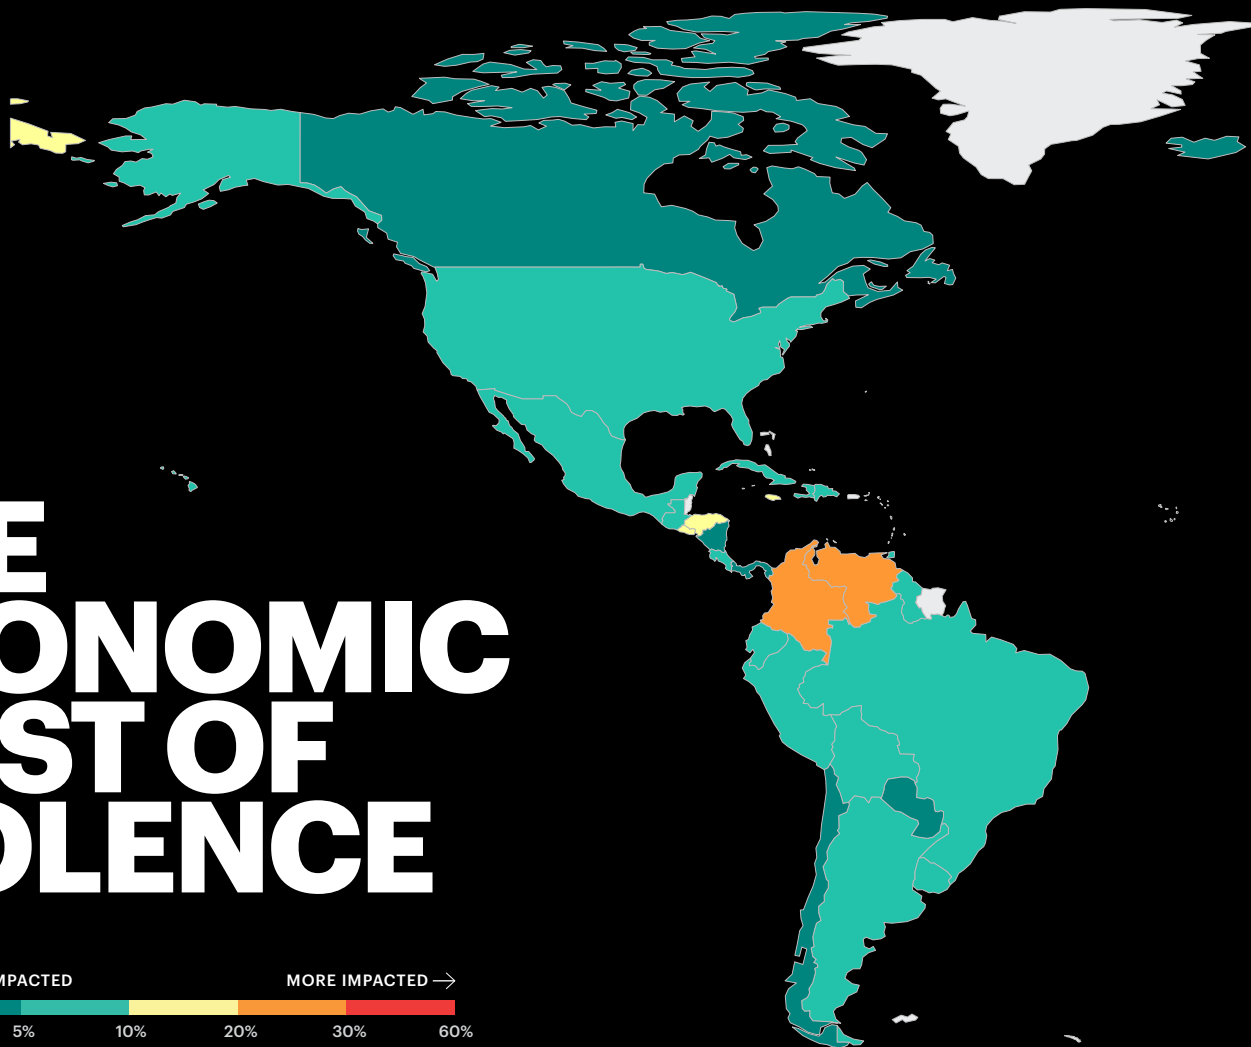 E
ONOMIC
ST OF
OLENCE
MPACTED MORE IMPACTED →
5% 10% 20% 30% 60%